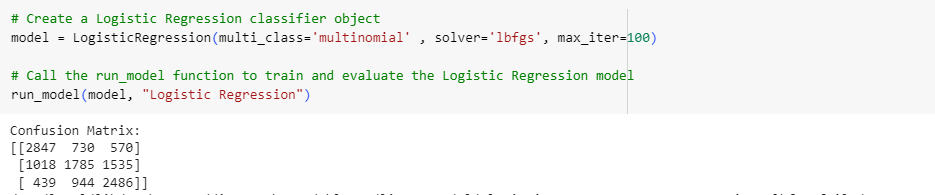 # Create a Logistic Regression classifier object
model = LogisticRegression(multi_class='multinomial' , solver='lbfgs', max_iter=100)
# Call the run_model function to train and evaluate the Logistic Regression model
run_model(model, "Logistic Regression")
Confusion Matrix:
[[2847 730 570]
[1018 1785 1535]
[ 439 944 2486]]